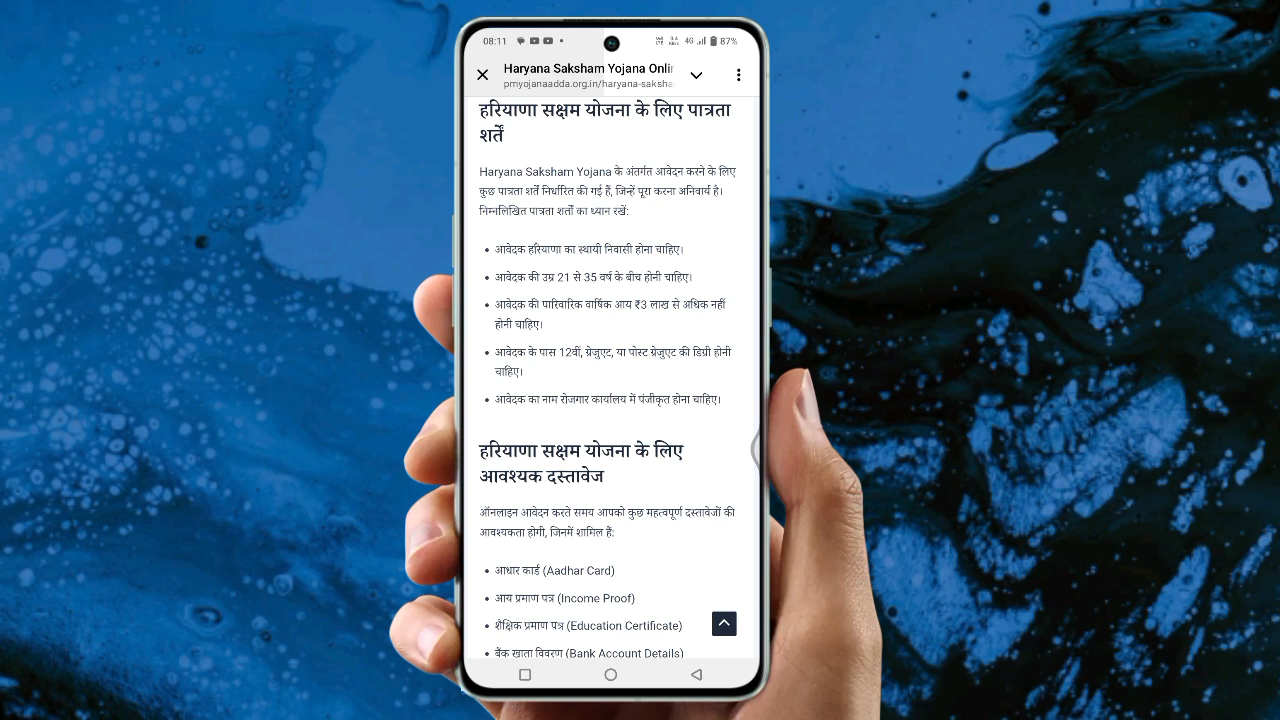 08:11
4G 87%
Haryana Saksham Yojana Onlin
pmyojanaadda.org.in/haryana-saksha
हरियाणा सक्षम योजना के लिए पात्रता
शर्तें
Haryana Saksham Yojana के अंतर्गत आवेदन करने के लिए
कुछ पात्रता शर्तें निर्धारित की गई हैं, जिन्हें पूरा करना अनिवार्य है।
निम्नलिखित पात्रता शर्तों का ध्यान रखें:
• आवेदक हरियाणा का स्थायी निवासी होना चाहिए।
• आवेदक की उम्र 21 से 35 वर्ष के बीच होनी चाहिए।
• आवेदक की पारिवारिक वार्षिक आय ₹3 लाख से अधिक नहीं
होनी चाहिए।
• आवेदक के पास 12वीं, ग्रेजुएट, या पोस्ट ग्रेजुएट की डिग्री होनी
चाहिए।
• आवेदक का नाम रोजगार कार्यालय में पंजीकृत होना चाहिए।
हरियाणा सक्षम योजना के लिए
आवश्यक दस्तावेज
ऑनलाइन आवेदन करते समय आपको कुछ महत्वपूर्ण दस्तावेजों की
आवश्यकता होगी, जिनमें शामिल हैं:
• आधार कार्ड (Aadhar Card)
• आय प्रमाण पत्र (Income Proof)
• शैक्षिक प्रमाण पत्र (Education Certificate)
• बैंक खाता विवरण (Bank Account Details)